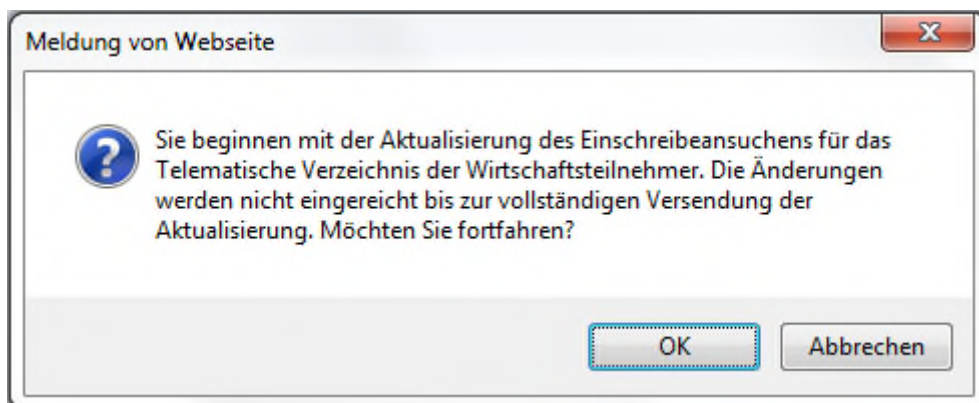 Meldung von Webseite
Sie beginnen mit der Aktualisierung des Einschreibeansuchens für das
Telematische Verzeichnis der Wirtschaftsteilnehmer. Die Änderungen
werden nicht eingereicht bis zur vollständigen Versendung der
Aktualisierung. Möchten Sie fortfahren?
OK
Abbrechen